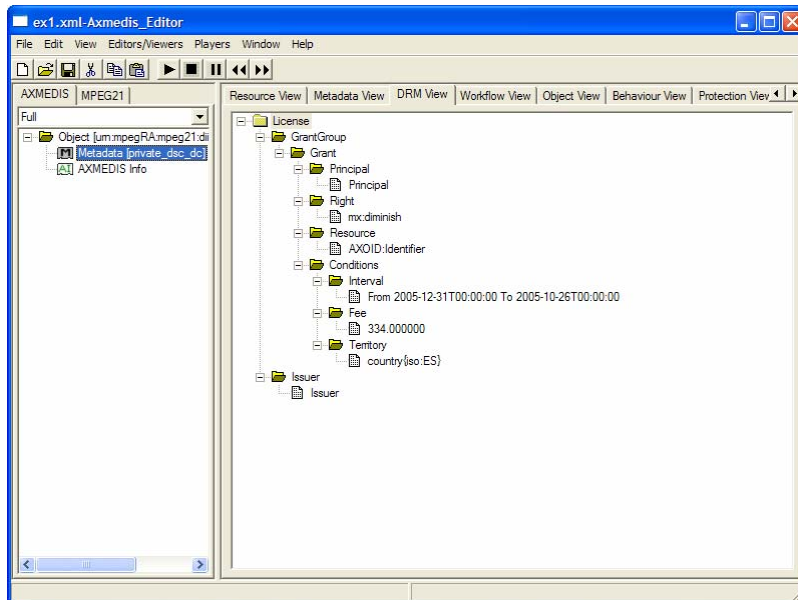 ex1.xml-Axmedis_Editor
File Edit View Editors/Viewers Players Window Help
AXMEDIS MPEG21
Resource View Metadata View DRM View Workflow View Object View Behaviour View Protection View
Full
Object [urn:mpegRA:mpeg21:dii
Metadata [private_dsc_dc]
AXMEDIS Info
License
GrantGroup
Grant
Principal
Principal
Right
mx:diminish
Resource
AXOID:Identifier
Conditions
Interval
From 2005-12-31T00:00:00 To 2005-10-26T00:00:00
Fee
334.000000
Territory
country{iso:ES}
Issuer
Issuer